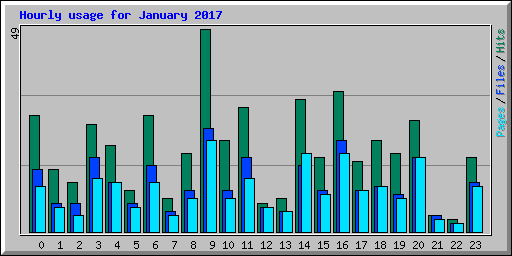 Hourly usage for January 2017
49
Pages/Files/Hits
0 1 2 3 4 5 6 7 8 9 10 11 12 13 14 15 16 17 18 19 20 21 22 23